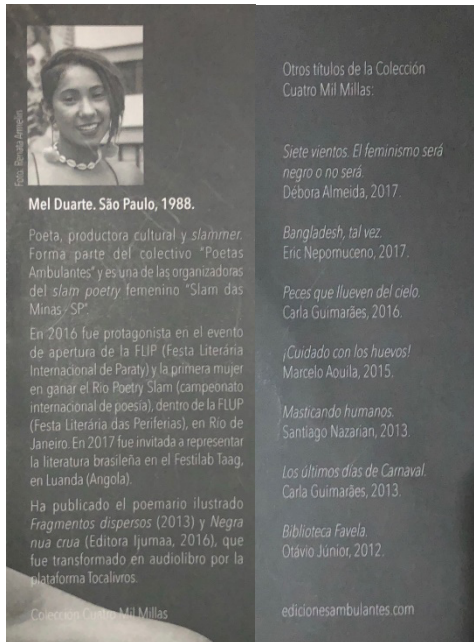 Foto: Renata Armelin
Mel Duarte. São Paulo, 1988.
Poeta, productora cultural y slammer.
Forma parte del colectivo "Poetas
Ambulantes" y es una de las organizadoras
del slam poetry femenino "Slam das
Minas - SP".
En 2016 fue protagonista en el evento
de apertura de la FLIP (Festa Literária
Internacional de Paraty) y la primera mujer
en ganar el Rio Poetry Slam (campeonato
internacional de poesía), dentro de la FLUP
(Festa Literária das Periferias), en Rio de
Janeiro. En 2017 fue invitada a representar
la literatura brasileña en el Festilab Taag,
en Luanda (Angola).
Ha publicado el poemario ilustrado
Fragmentos dispersos (2013) y Negra
nua crua (Editora Ijumaa, 2016), que
fue transformado en audiolibro por la
plataforma Tocalivros.
Colección Cuatro Mil Millas
Otros títulos de la Colección
Cuatro Mil Millas:
Siete vientos. El feminismo será
negro o no será.
Débora Almeida, 2017.
Bangladesh, tal vez.
Eric Nepomuceno, 2017.
Peces que llueven del cielo.
Carla Guimarães, 2016.
¡Cuidado con los huevos!
Marcelo Aouila, 2015.
Masticando humanos.
Santiago Nazarian, 2013.
Los últimos días de Carnaval.
Carla Guimarães, 2013.
Biblioteca Favela.
Otávio Júnior, 2012.
edicionesambulantes.com